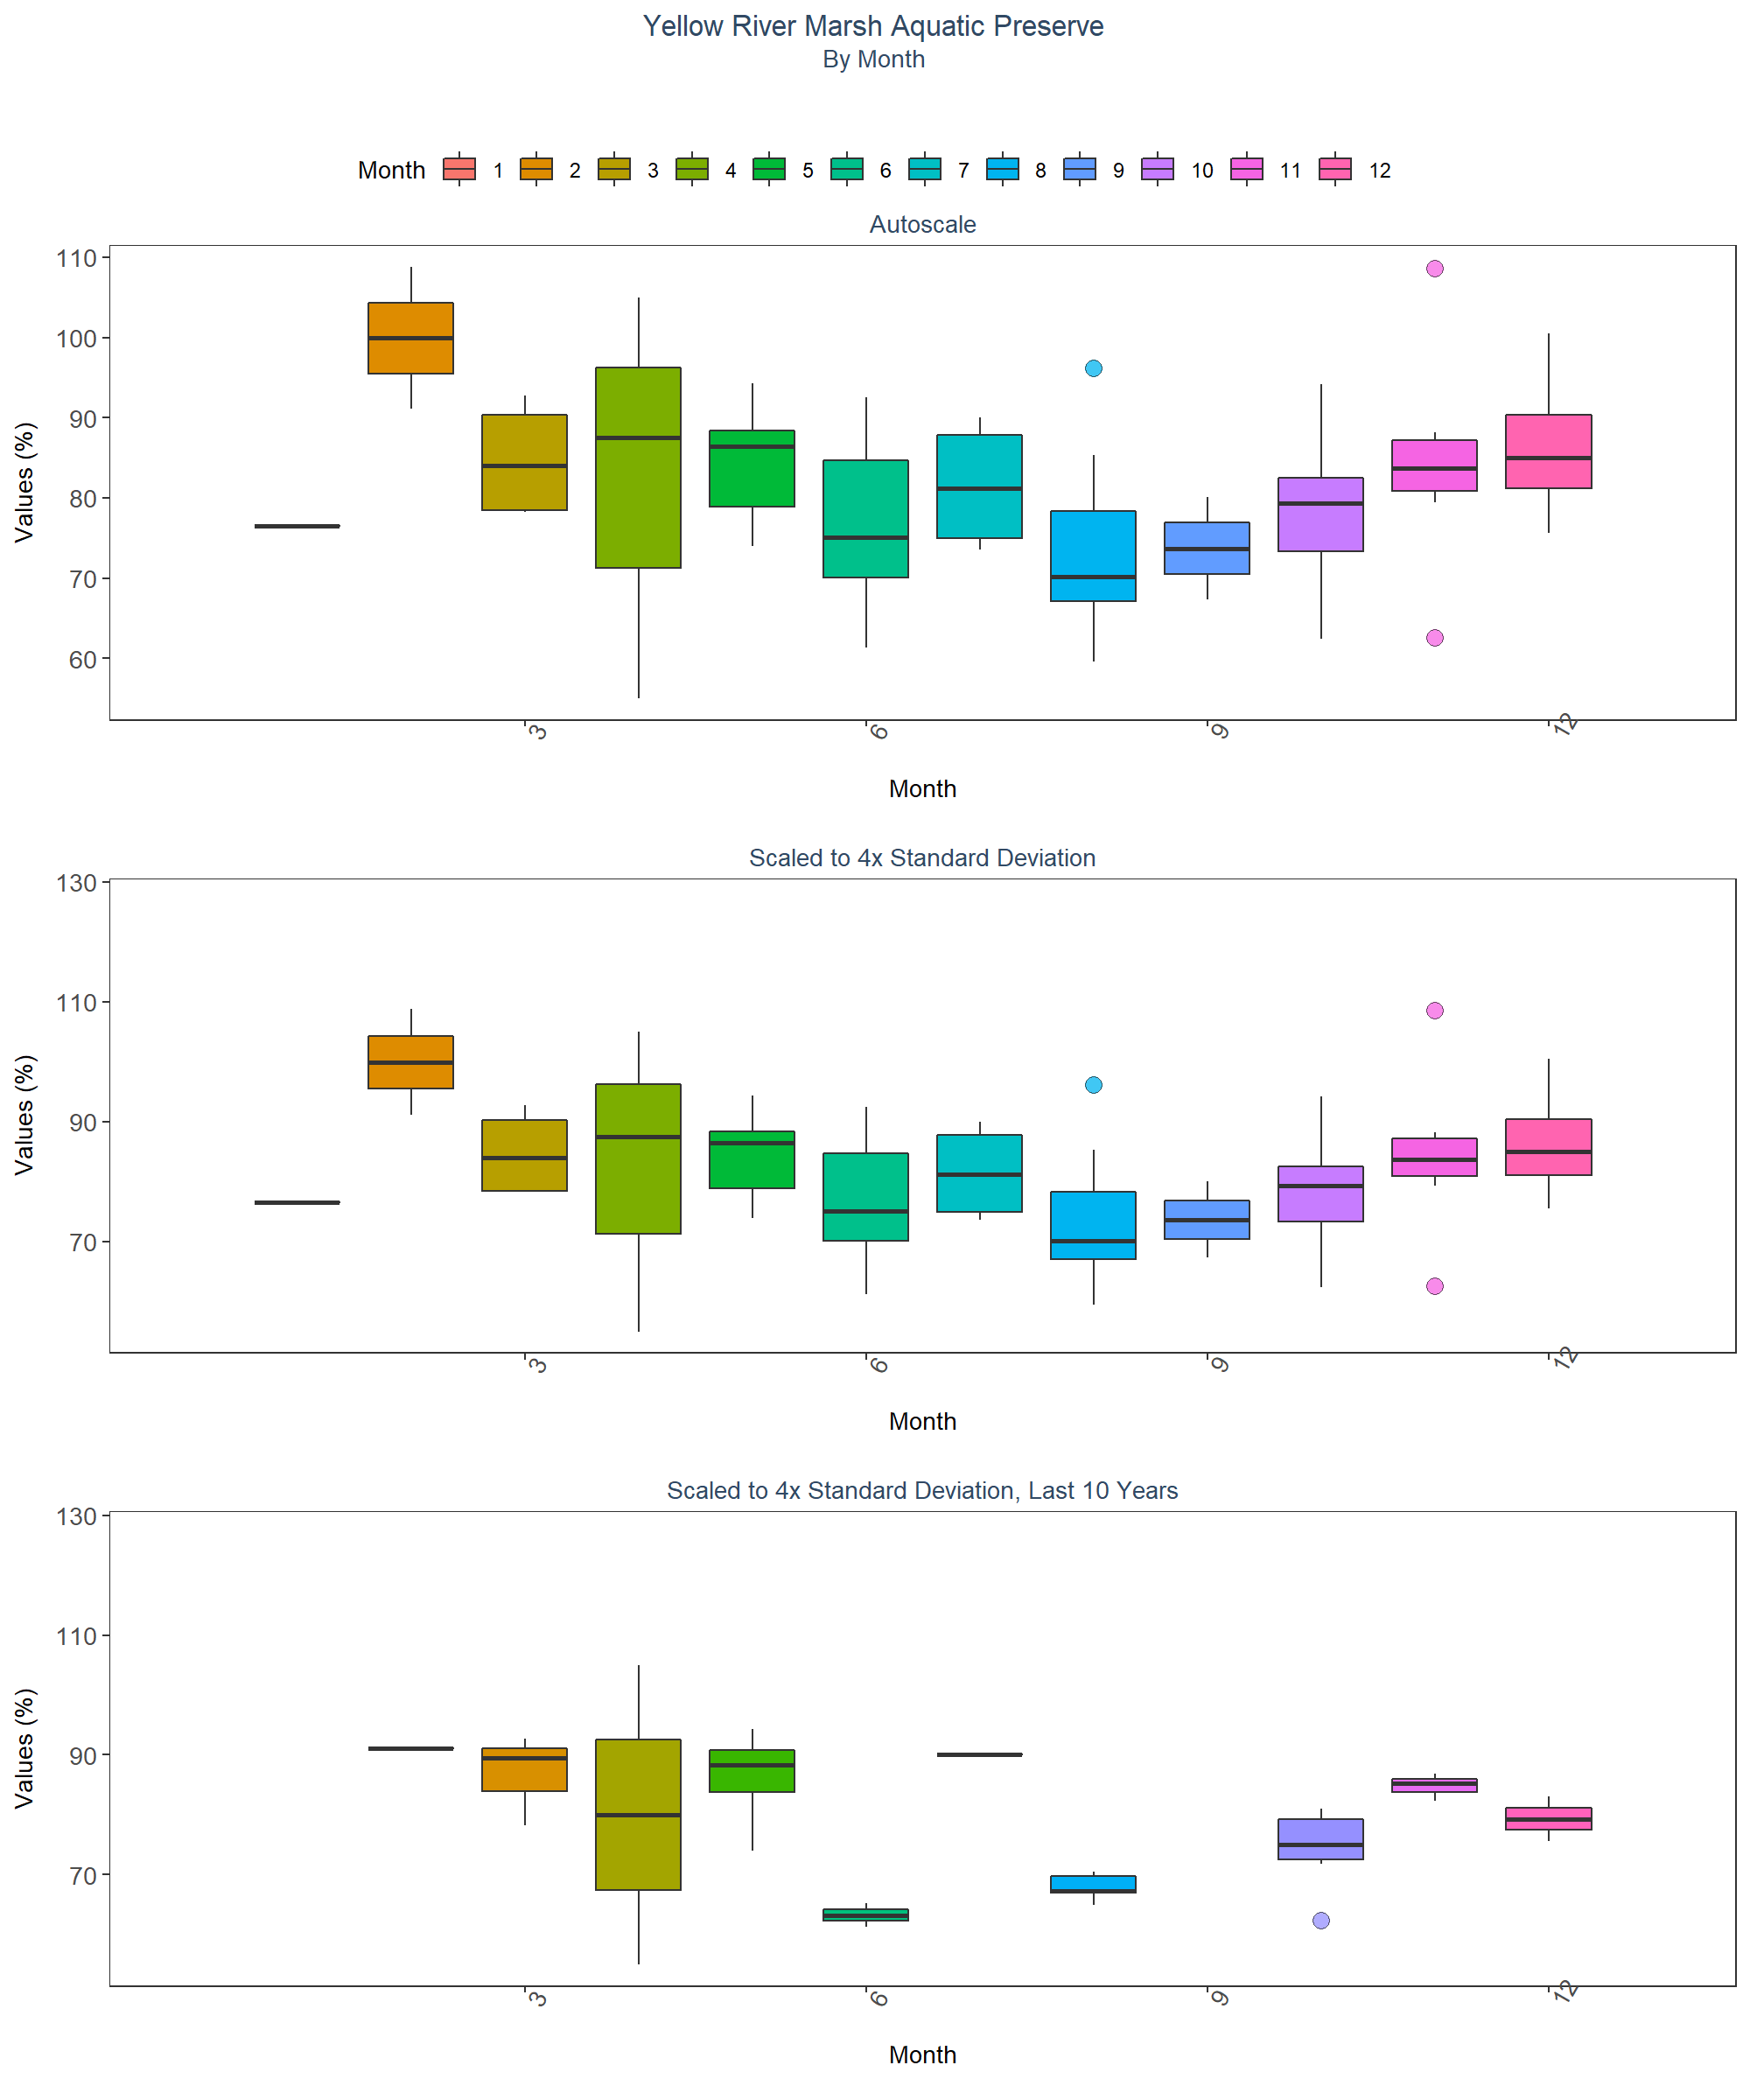 Yellow River Marsh Aquatic Preserve
By Month
Month 1 2 3 4 5 6 7 8 9 10 11 12
Autoscale
110
100
90
80
70
60
Values (%)
3 6 9 12
Month
Scaled to 4x Standard Deviation
130
110
90
70
Values (%)
3 6 9 12
Month
Scaled to 4x Standard Deviation, Last 10 Years
130
110
90
70
Values (%)
3 6 9 12
Month